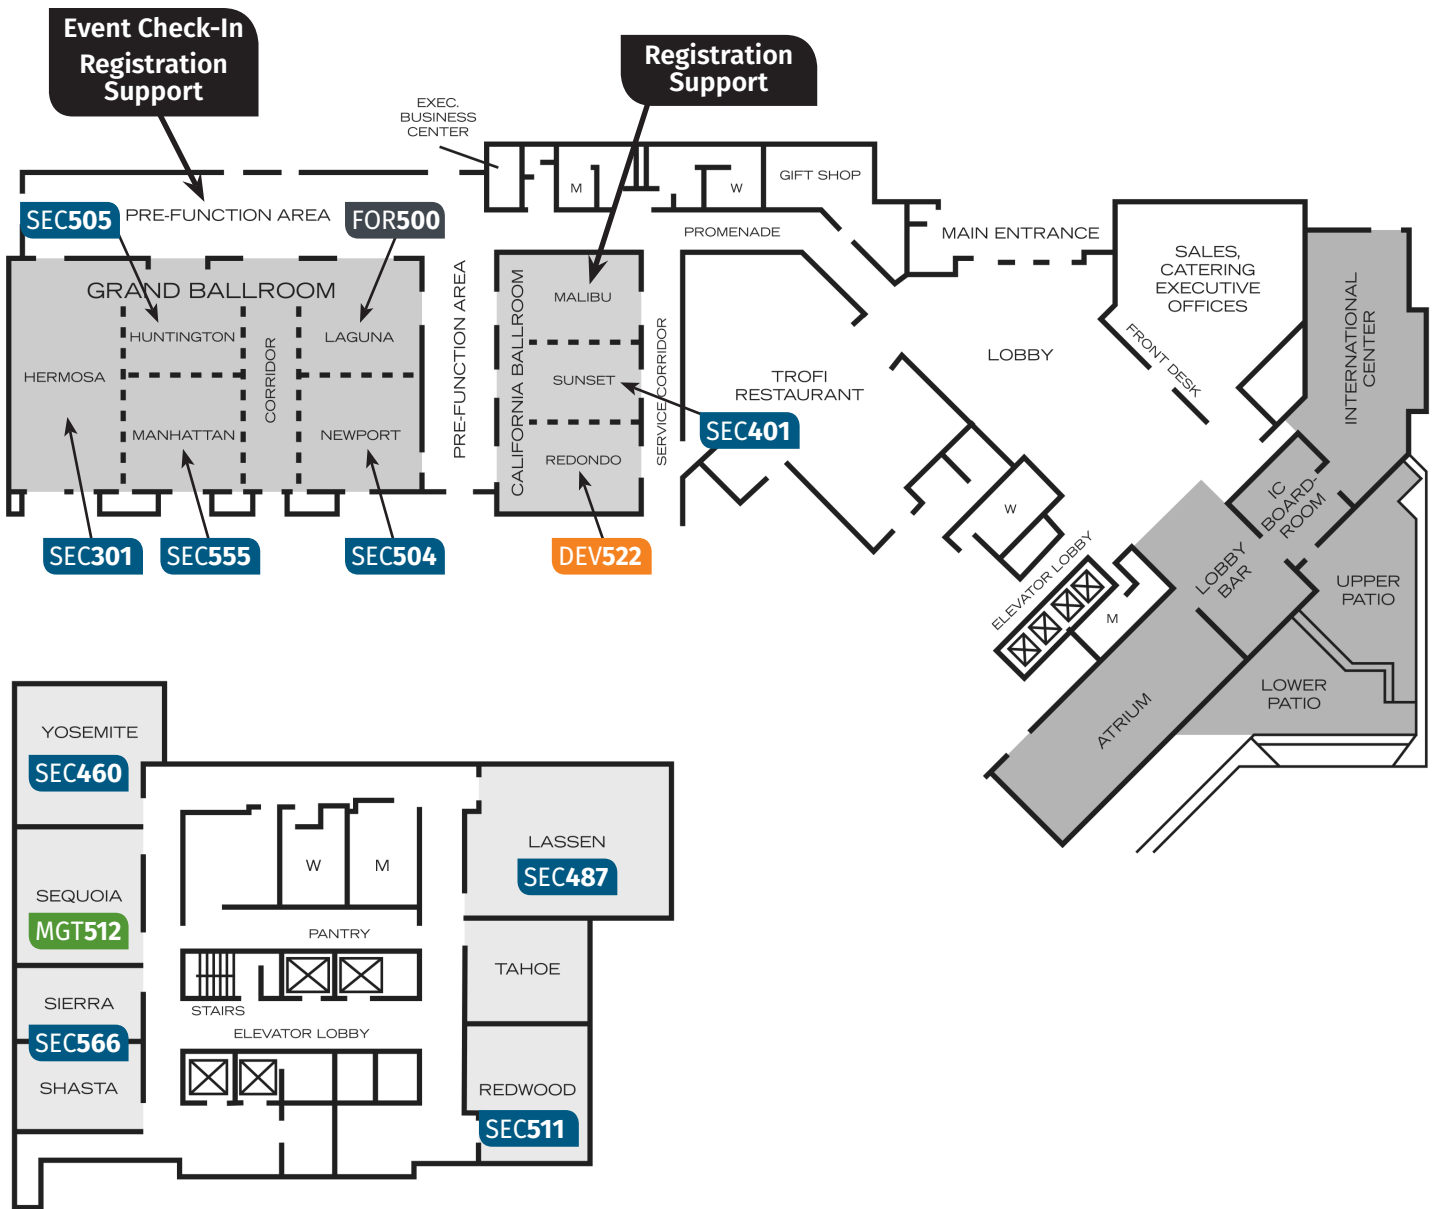 Event Check-In
Registration
Support
Registration
Support
EXEC.
BUSINESS
CENTER
M
W
GIFT SHOP
SEC505
PRE-FUNCTION AREA
FOR500
PROMENADE
MAIN ENTRANCE
SALES,
CATERING
EXECUTIVE
OFFICES
GRAND BALLROOM
HUNTINGTON
LAGUNA
HERMOSA
CORRIDOR
MANHATTAN
NEWPORT
PRE-FUNCTION AREA
CALIFORNIA BALLROOM
MALIBU
SUNSET
REDONDO
SERVICE CORRIDOR
TROFI
RESTAURANT
LOBBY
FRONT DESK
INTERNATIONAL
CENTER
SEC401
SEC301
SEC555
SEC504
DEV522
W
IC
BOARD-
ROOM
ELEVATOR LOBBY
LOBBY
BAR
UPPER
PATIO
M
LOWER
PATIO
ATRIUM
YOSEMITE
SEC460
LASSEN
SEC487
W
M
SEQUOIA
MGT512
PANTRY
TAHOE
SIERRA
STAIRS
SEC566
ELEVATOR LOBBY
SHASTA
REDWOOD
SEC511